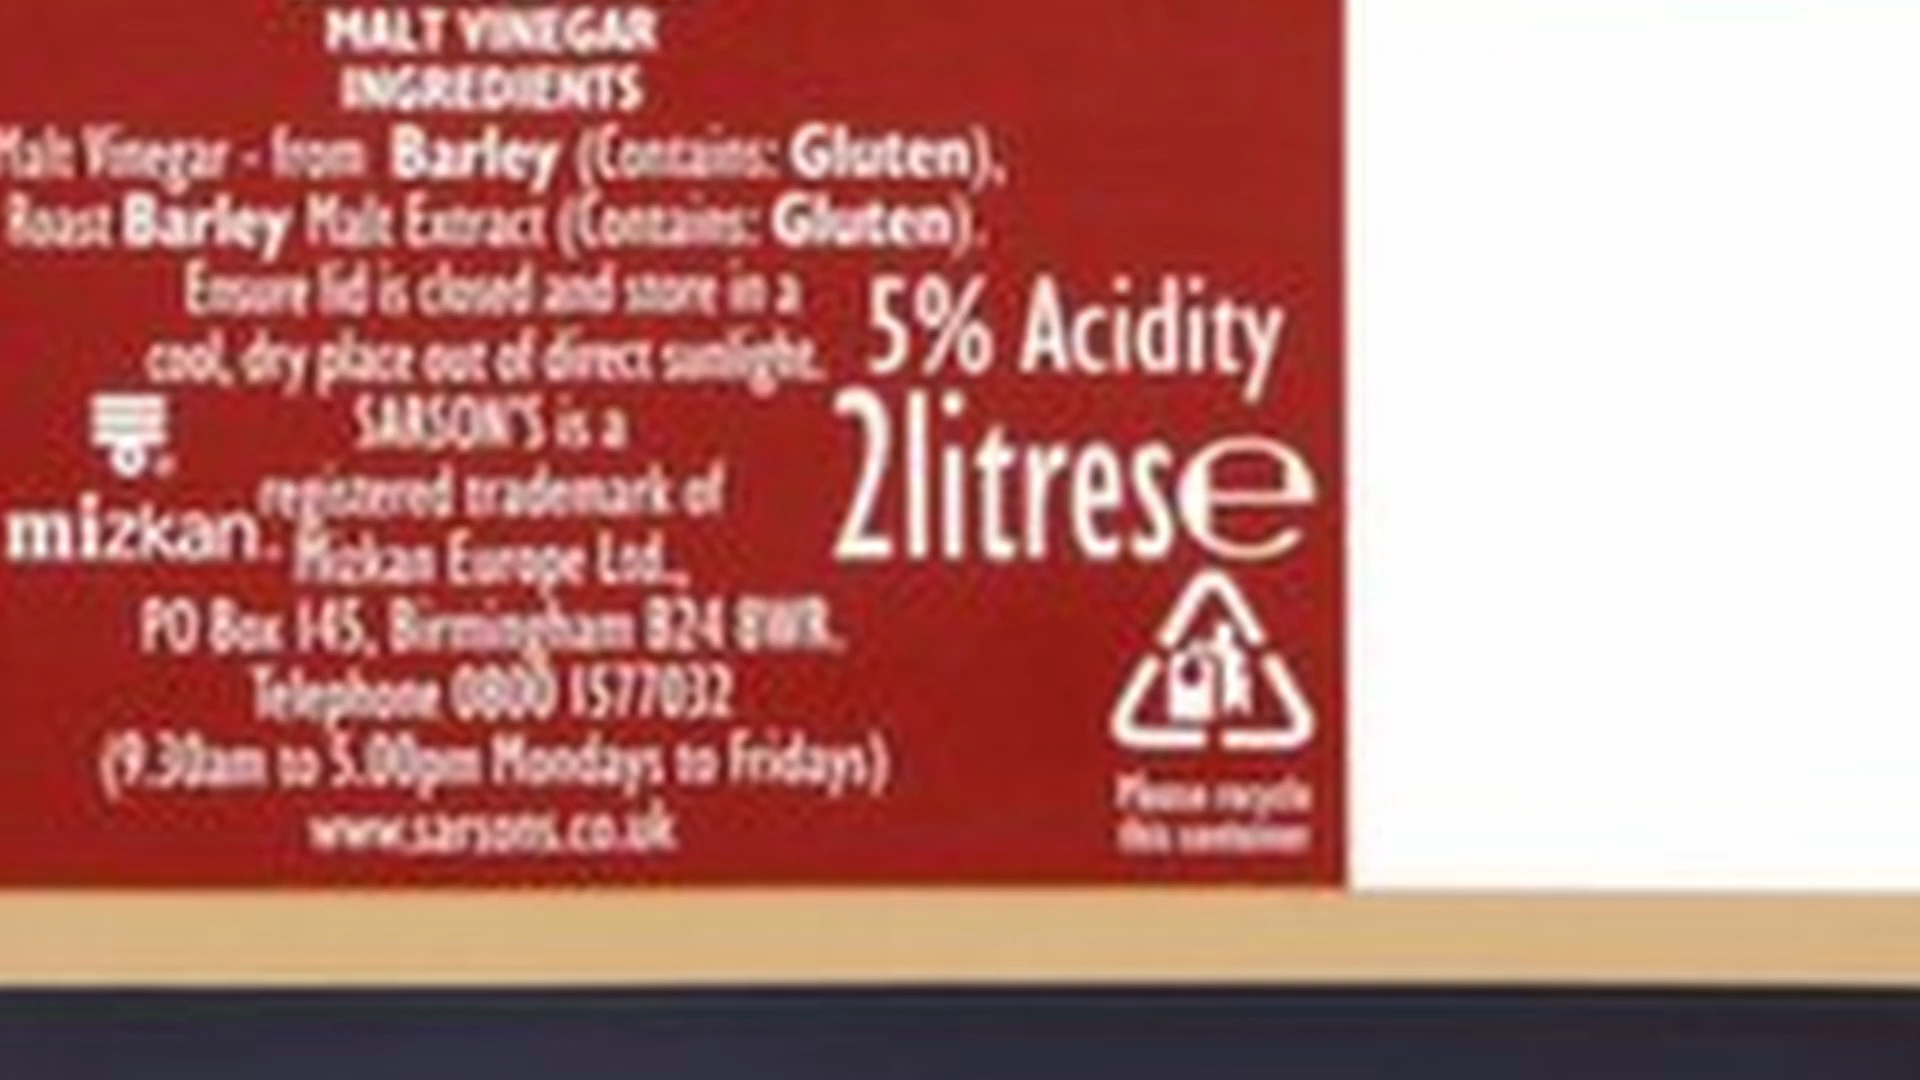 MALT VINEGAR
INGREDIENTS
Malt Vinegar - from Barley (Contains: Gluten),
Roast Barley Malt Extract (Contains: Gluten).
Ensure lid is closed and store in a
cool, dry place out of direct sunlight.
SARSON'S is a
registered trademark of
Mizkan Europe Ltd.,
PO Box 145, Birmingham B24 8WR.
Telephone 0800 1577032
(9.30am to 5.00pm Mondays to Fridays)
www.sarsons.co.uk
mizkan
5% Acidity
2litres e
Please recycle
this container